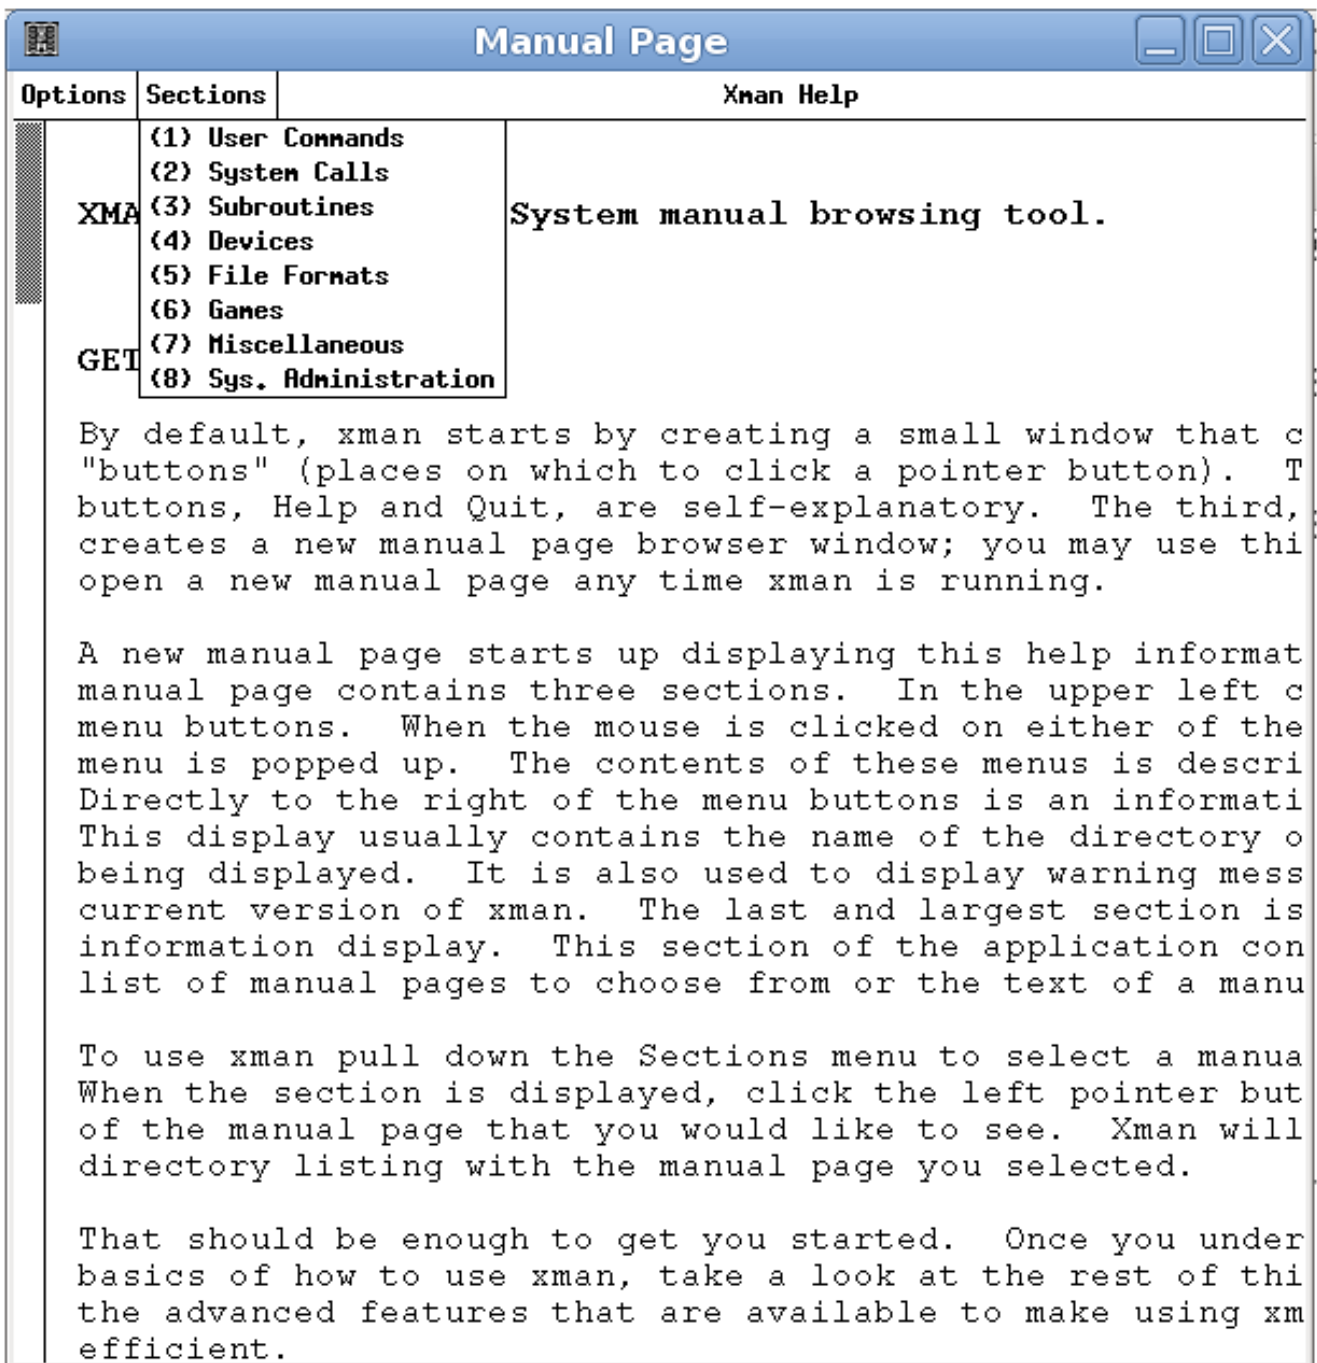 Manual Page
Options Sections Xman Help
(1) User Commands
(2) System Calls
(3) Subroutines
(4) Devices
(5) File Formats
(6) Games
(7) Miscellaneous
(8) Sys. Administration
XMA System manual browsing tool.
GET
By default, xman starts by creating a small window that c
"buttons" (places on which to click a pointer button).  T
buttons, Help and Quit, are self-explanatory.  The third,
creates a new manual page browser window; you may use thi
open a new manual page any time xman is running.
A new manual page starts up displaying this help informat
manual page contains three sections.  In the upper left c
menu buttons.  When the mouse is clicked on either of the
menu is popped up.  The contents of these menus is descri
Directly to the right of the menu buttons is an informati
This display usually contains the name of the directory o
being displayed.  It is also used to display warning mess
current version of xman.  The last and largest section is
information display.  This section of the application con
list of manual pages to choose from or the text of a manu
To use xman pull down the Sections menu to select a manua
When the section is displayed, click the left pointer but
of the manual page that you would like to see.  Xman will
directory listing with the manual page you selected.
That should be enough to get you started.  Once you under
basics of how to use xman, take a look at the rest of thi
the advanced features that are available to make using xm
efficient.